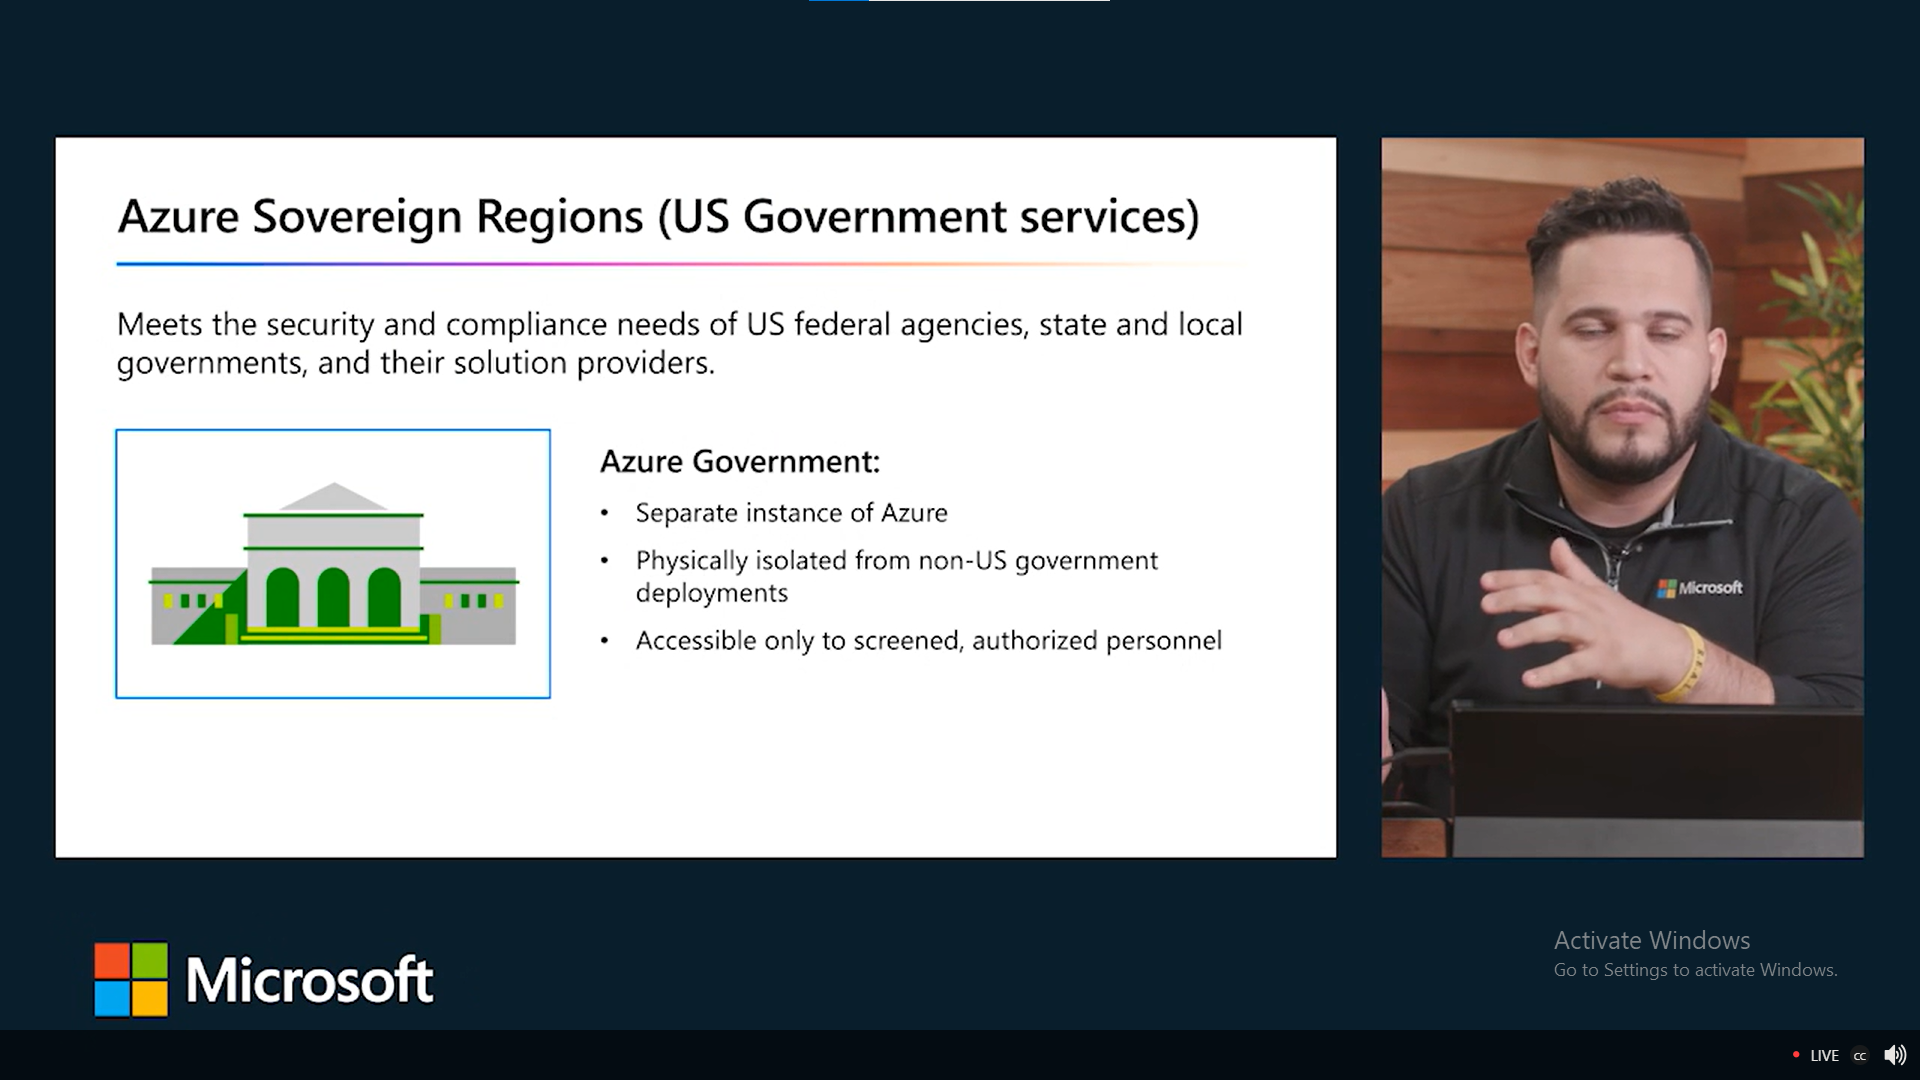 Azure Sovereign Regions (US Government services)
Meets the security and compliance needs of US federal agencies, state and local
governments, and their solution providers.
Azure Government:
• Separate instance of Azure
• Physically isolated from non-US government
deployments
• Accessible only to screened, authorized personnel
Microsoft
Microsoft
Activate Windows
Go to Settings to activate Windows.
LIVE CC